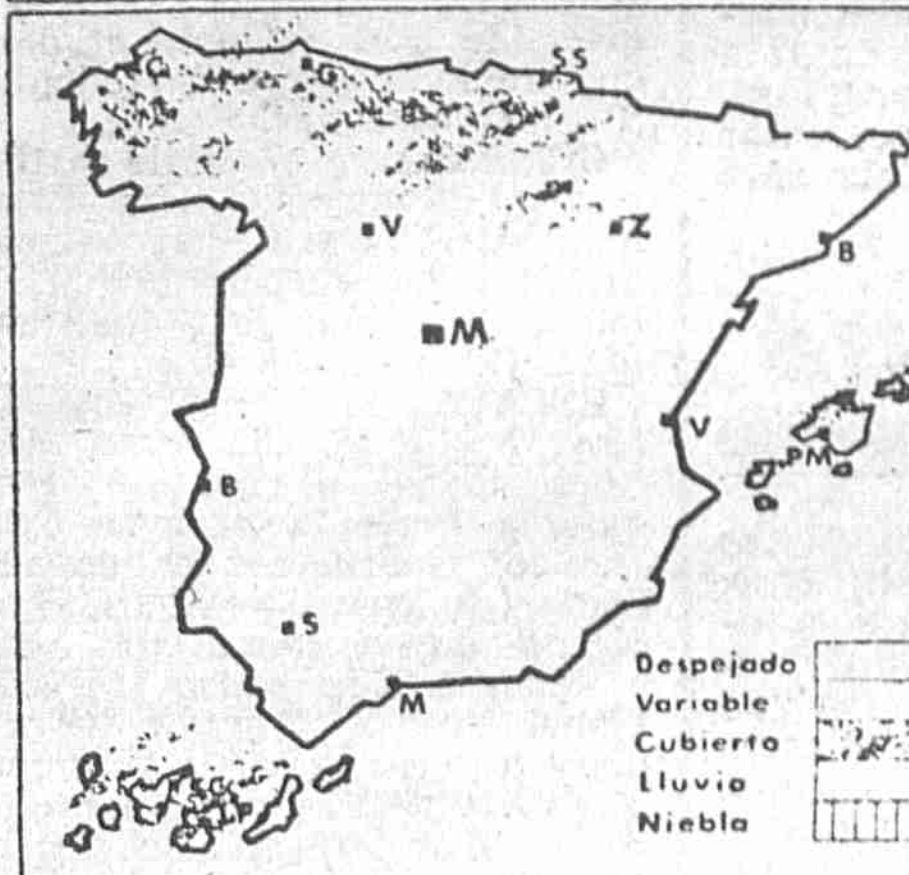 SS
C
G
V
Z
B
M
V
PM
B
S
M
Despejado
Variable
Cubierto
Lluvia
Niebla